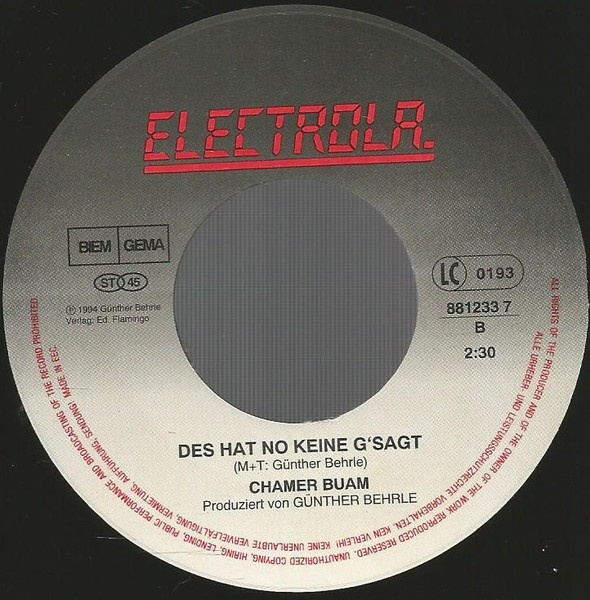 ELECTROLA.
BIEM GEMA
ST 45
℗ 1994 Günther Behrle
Verlag: Ed. Flamingo
LC 0193
881233 7
B
2:30
DES HAT NO KEINE G'SAGT
(M+T: Günther Behrle)
CHAMER BUAM
Produziert von GÜNTHER BEHRLE
ALL RIGHTS OF THE PRODUCER AND OF THE OWNER OF THE WORK REPRODUCED RESERVED. UNAUTHORIZED COPYING, HIRING, LENDING, PUBLIC PERFORMANCE AND BROADCASTING OF THE RECORD PROHIBITED
ALLE URHEBER- UND LEISTUNGSSCHUTZRECHTE VORBEHALTEN. KEIN VERLEIH! KEINE UNERLAUBTE VERVIELFÄLTIGUNG, VERMIETUNG, AUFFÜHRUNG, SENDUNG! MADE IN EEC.